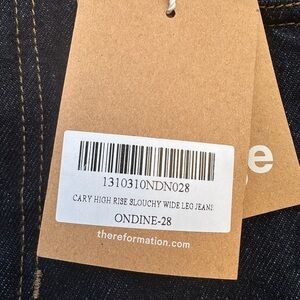 e
1310310NDN028
CARY HIGH RISE SLOUCHY WIDE LEG JEANS
ONDINE-28
thereformation.com